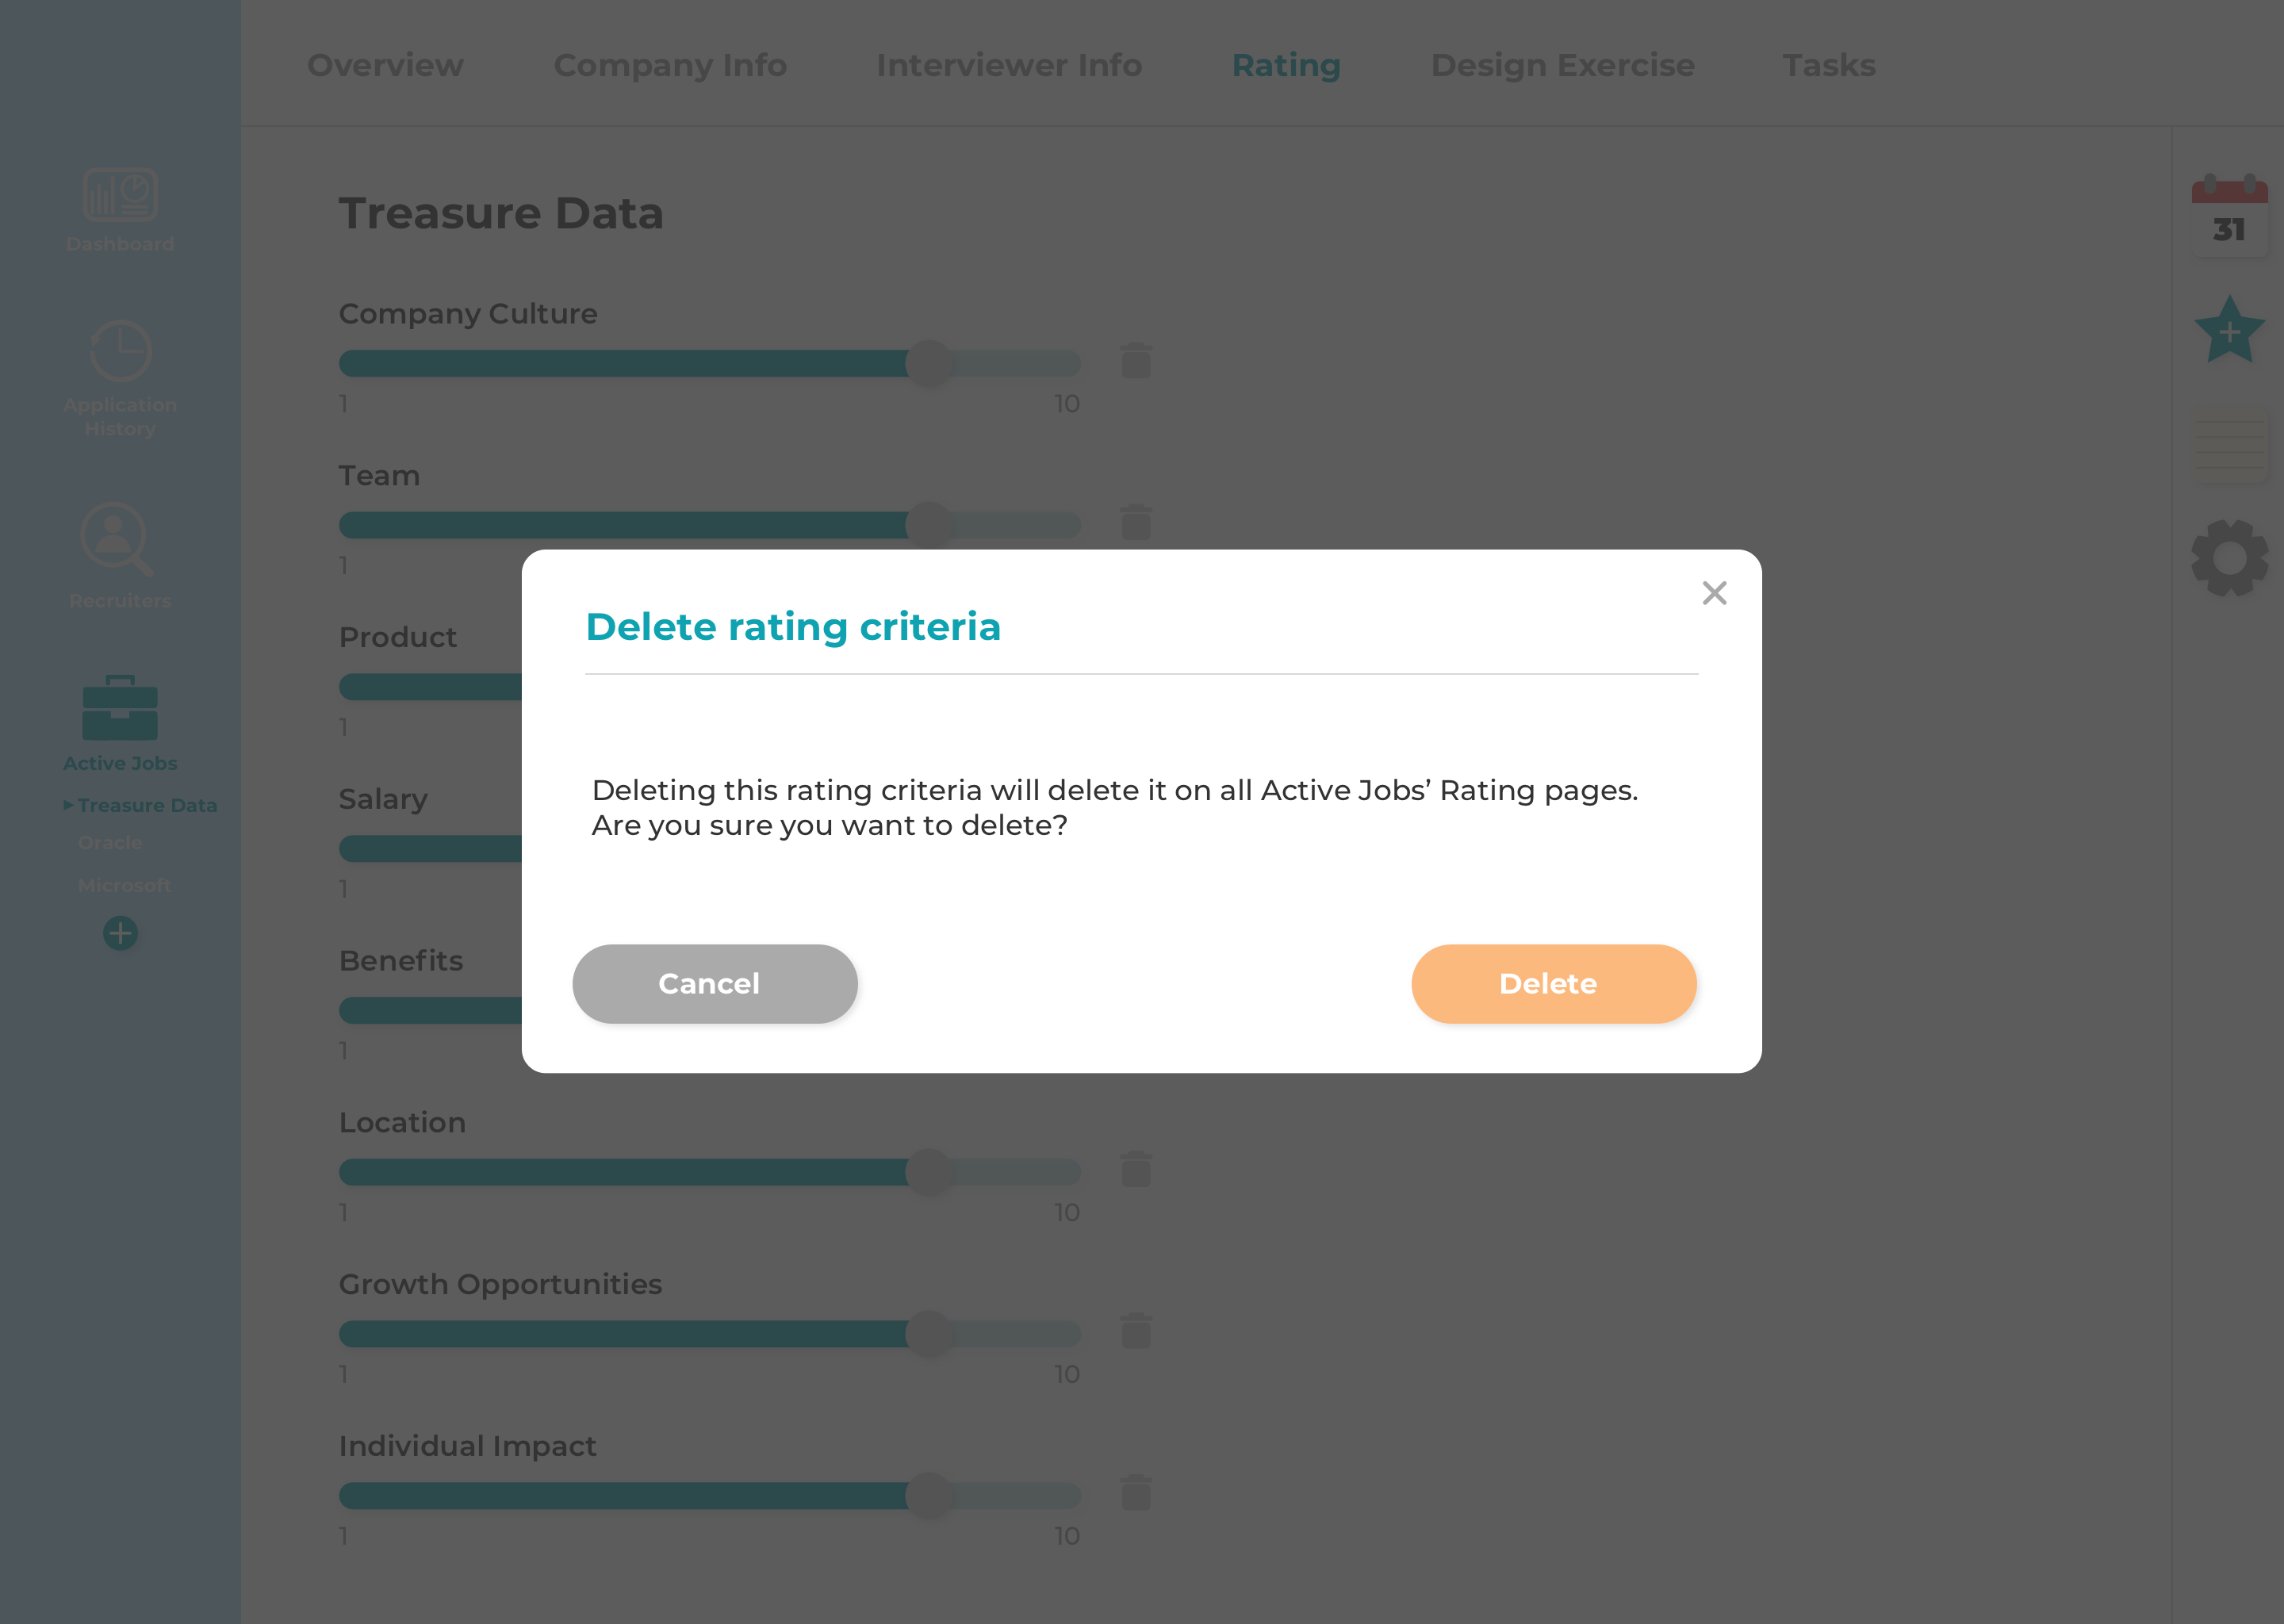 Overview Company Info Interviewer Info Rating Design Exercise Tasks
Dashboard
Application
History
Recruiters
Active Jobs
Treasure Data
Oracle
Microsoft
Treasure Data
Company Culture
1 10
Team
1
Product
1
Salary
1
Benefits
1
Location
1 10
Growth Opportunities
1 10
Individual Impact
1 10
Delete rating criteria
Deleting this rating criteria will delete it on all Active Jobs’ Rating pages.
Are you sure you want to delete?
Cancel Delete
31